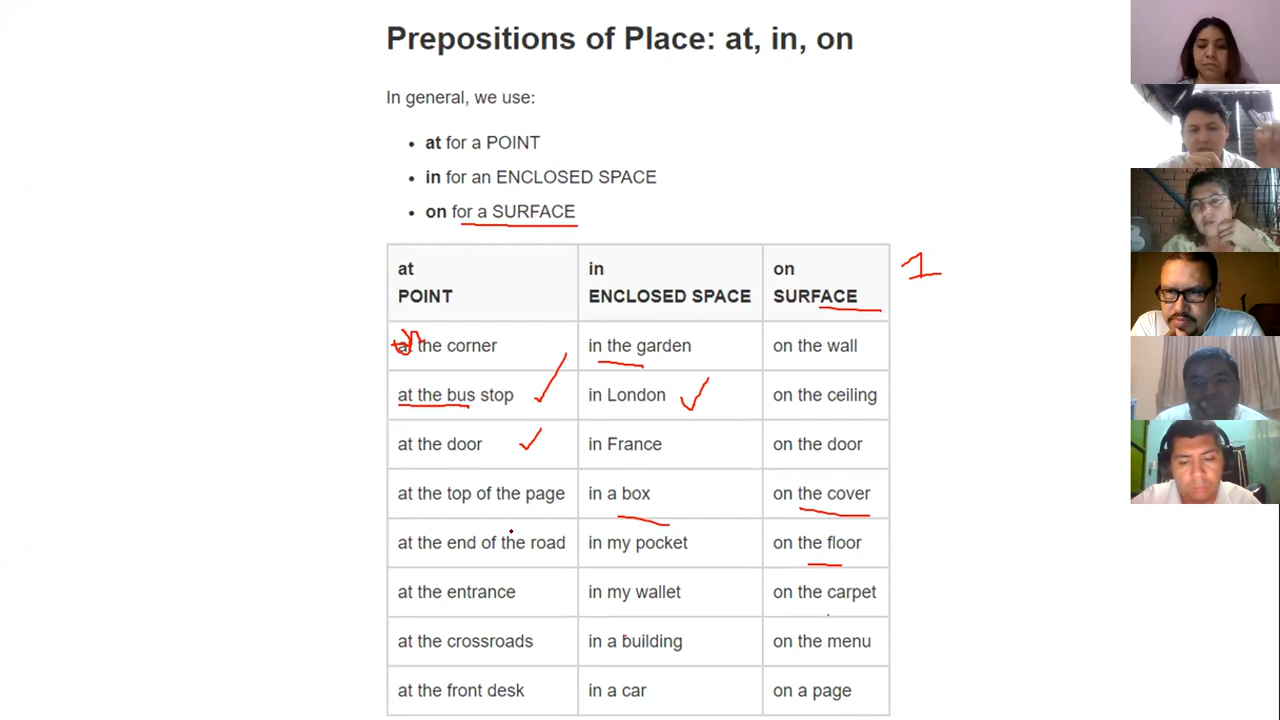 Prepositions of Place: at, in, on
In general, we use:
• at for a POINT
• in for an ENCLOSED SPACE
• on for a SURFACE
at in on 1
POINT ENCLOSED SPACE SURFACE
on
at the corner in the garden on the wall
at the bus stop in London on the ceiling
at the door in France on the door
at the top of the page in a box on the cover
at the end of the road in my pocket on the floor
at the entrance in my wallet on the carpet
at the crossroads in a building on the menu
at the front desk in a car on a page